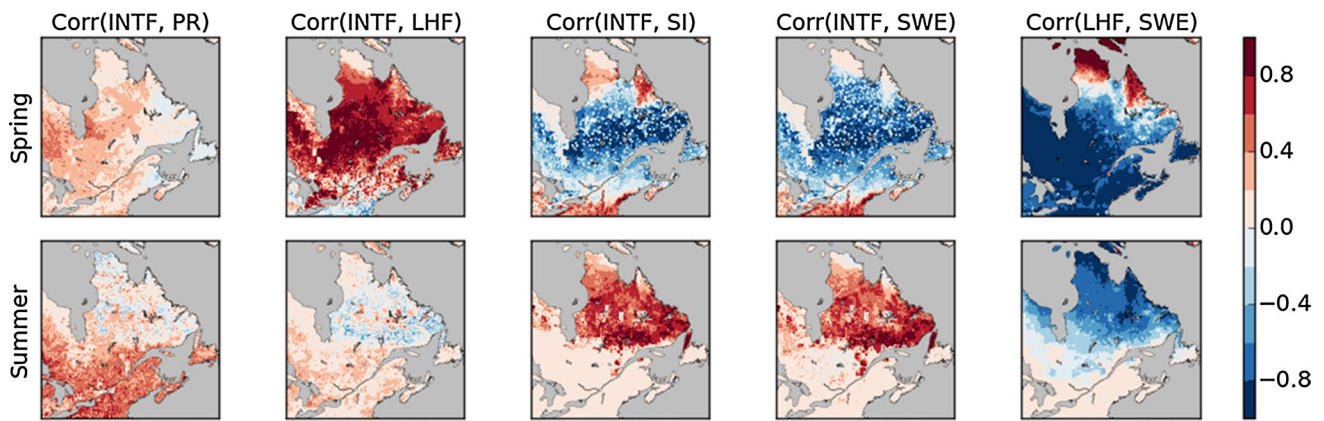 Corr(INTF, PR) Corr(INTF, LHF) Corr(INTF, SI) Corr(INTF, SWE) Corr(LHF, SWE)
Spring
Summer
0.8
0.4
0.0
−0.4
−0.8